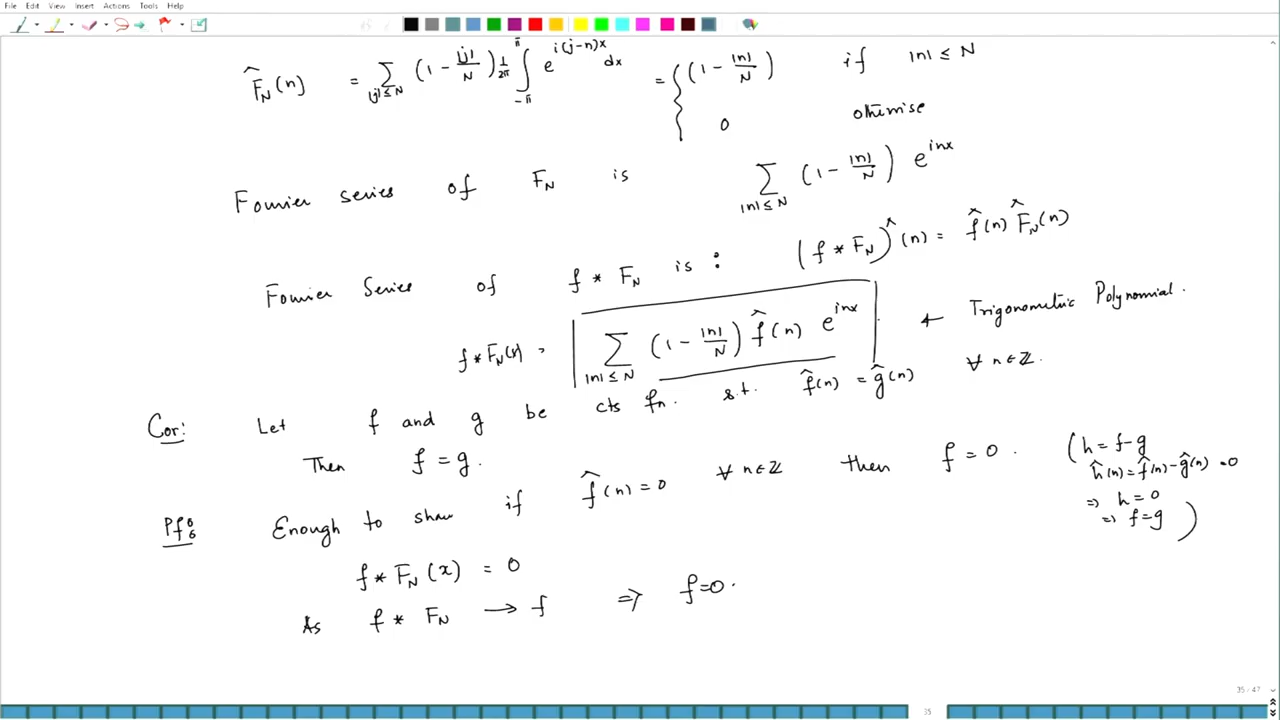 File Edit View Insert Actions Tools Help
F̂_N(n) = Σ_{|j|≤N} (1 - |j|/N) 1/2π ∫_{-π}^{π} e^{i(j-n)x} dx = { (1 - |n|/N) if |n| ≤ N
0 otherwise
Fourier series of F_N is Σ_{|n|≤N} (1 - |n|/N) e^{inx}
Fourier Series of f * F_N is : (f * F_N)^(n) = f̂(n) F̂_N(n)
f * F_N(x) = Σ_{|n|≤N} (1 - |n|/N) f̂(n) e^{inx} ← Trigonometric Polynomial.
Cor: Let f and g be cts fn. s.t. f̂(n) = ĝ(n) ∀ n∈ℤ.
Then f = g.
Pf: Enough to show if f̂(n) = 0 ∀ n∈ℤ then f = 0. (h = f-g
ĥ(n) = f̂(n) - ĝ(n) = 0
⇒ h = 0
⇒ f = g )
f * F_N(x) = 0
As f * F_N → f ⇒ f=0.
35 / 47
35